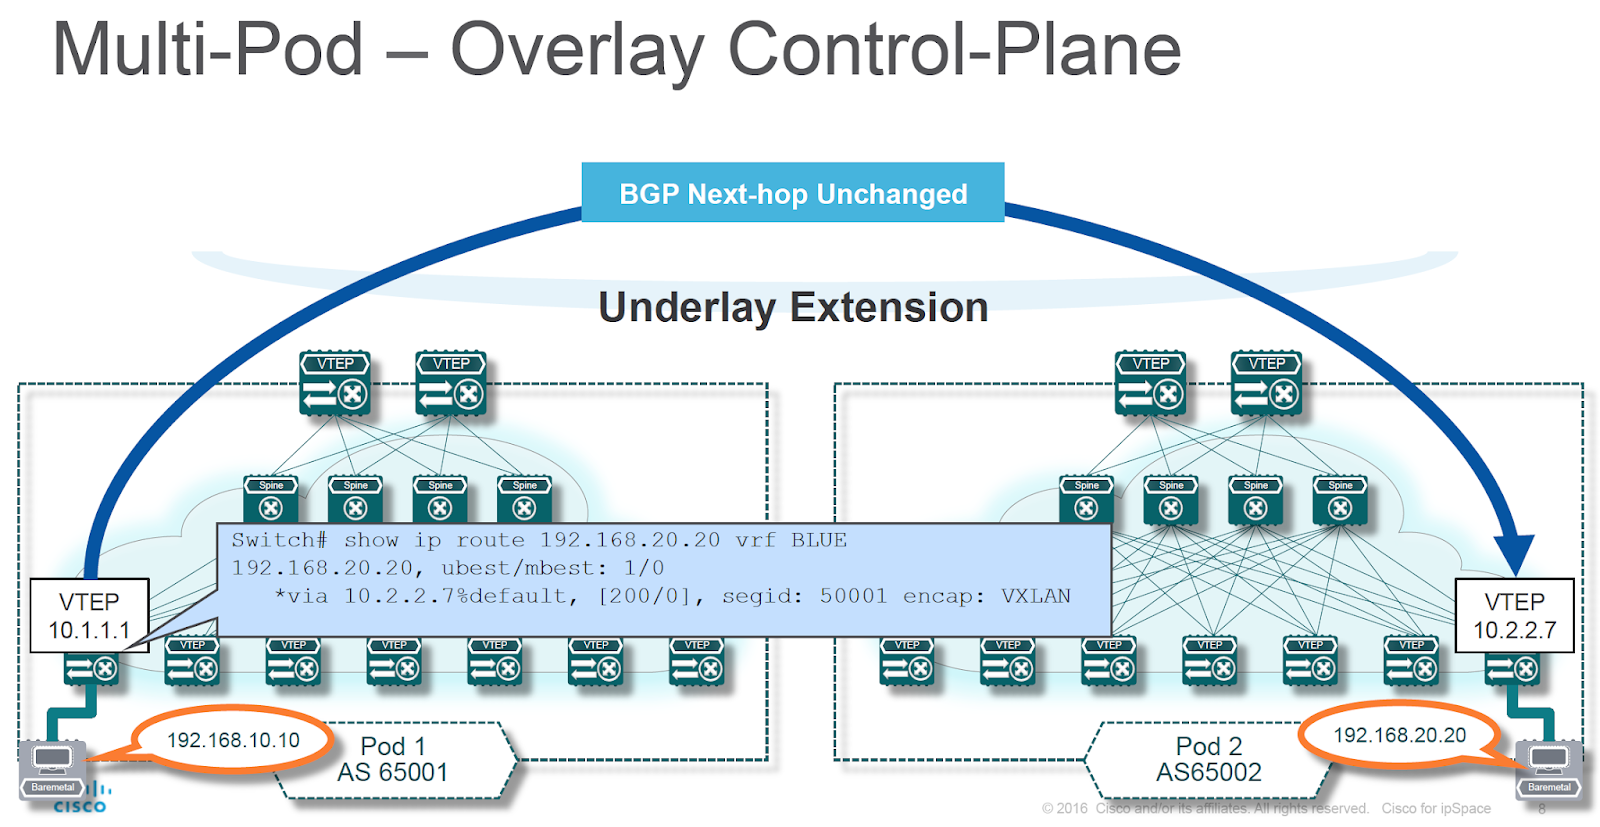 Multi-Pod – Overlay Control-Plane
BGP Next-hop Unchanged
Underlay Extension
VTEP VTEP VTEP VTEP
Spine Spine Spine Spine Spine Spine Spine Spine
Switch# show ip route 192.168.20.20 vrf BLUE
192.168.20.20, ubest/mbest: 1/0
*via 10.2.2.7%default, [200/0], segid: 50001 encap: VXLAN
VTEP
10.1.1.1
VTEP
10.2.2.7
VTEP VTEP VTEP VTEP VTEP VTEP VTEP VTEP VTEP VTEP VTEP VTEP
192.168.10.10
Pod 1
AS 65001
Pod 2
AS65002
192.168.20.20
Baremetal
Baremetal
CISCO
© 2016 Cisco and/or its affiliates. All rights reserved. Cisco for ipSpace 8